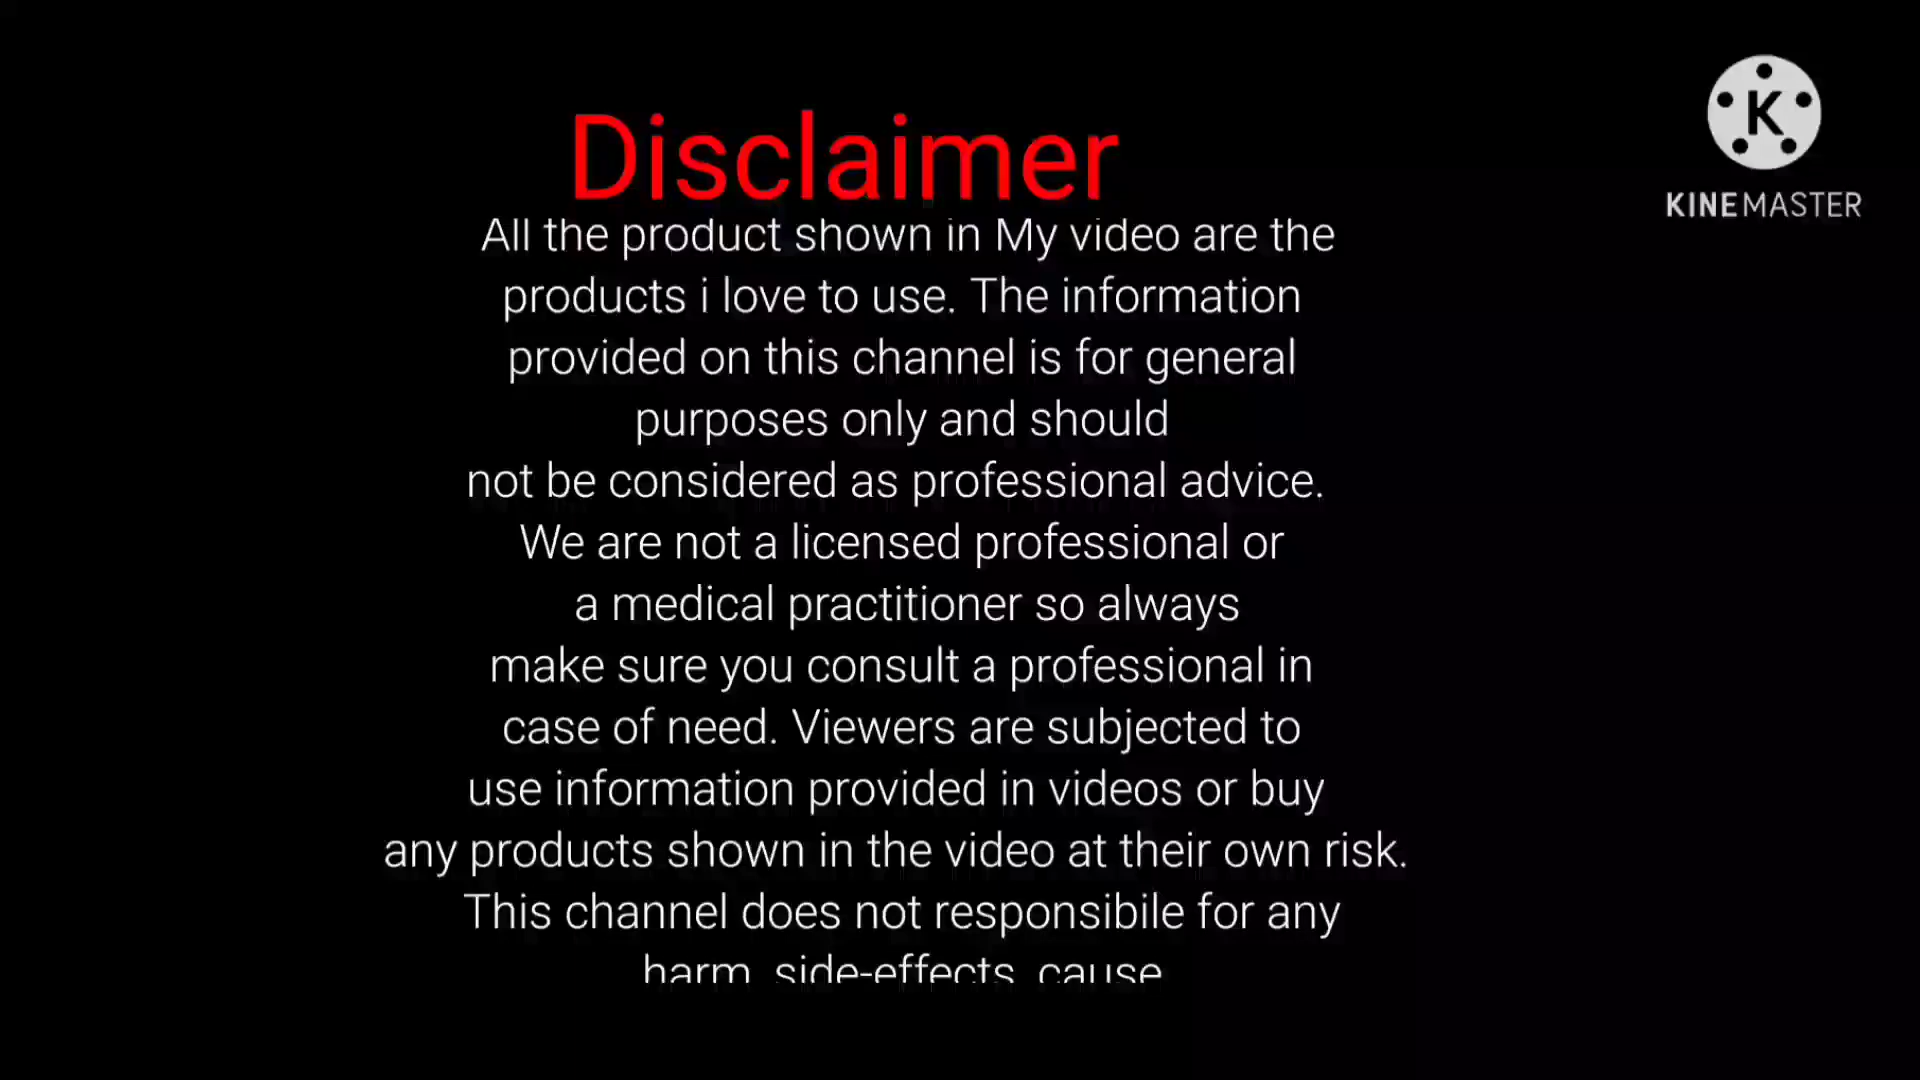 Disclaimer
All the product shown in My video are the
products i love to use. The information
provided on this channel is for general
purposes only and should
not be considered as professional advice.
We are not a licensed professional or
a medical practitioner so always
make sure you consult a professional in
case of need. Viewers are subjected to
use information provided in videos or buy
any products shown in the video at their own risk.
This channel does not responsibile for any
harm, side-effects, cause
K
KINEMASTER